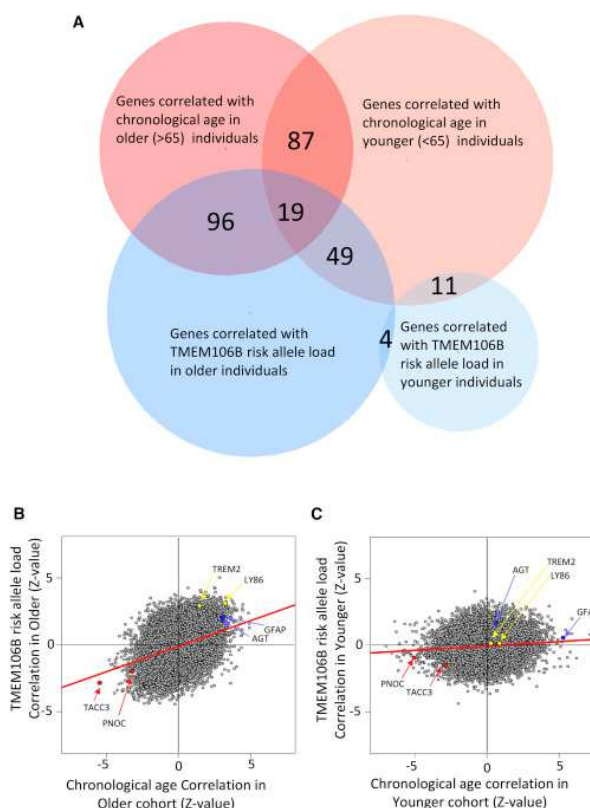 A
Genes correlated with
chronological age in
older (>65) individuals
Genes correlated with
chronological age in
younger (<65) individuals
87
96
19
49
11
4
Genes correlated with
TMEM106B risk allele load
in older individuals
Genes correlated
with TMEM106B
risk allele load in
younger individuals
B
TMEM106B risk allele load
Correlation in Older (Z-value)
5
0
-5
TREM2
LY86
GFAP
AGT
TACC3
PNOC
-5
0
5
Chronological age Correlation in
Older cohort (Z-value)
C
TMEM106B risk allele load
Correlation in Younger (Z-value)
5
0
-5
TREM2
AGT
LY86
GFA
PNOC
TACC3
-5
0
5
Chronological age correlation in
Younger cohort (Z-value)